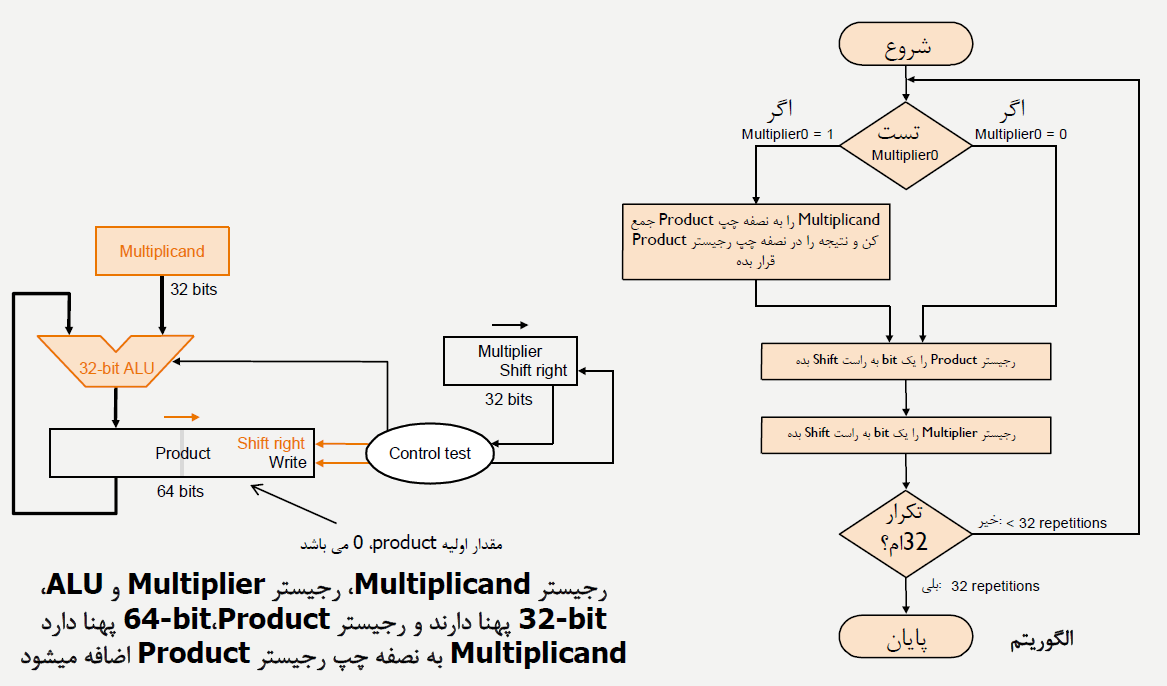 شروع
اگر
Multiplier0 = 1
تست
Multiplier0
اگر
Multiplier0 = 0
Multiplicand را به نصفه چپ Product جمع
کن و نتیجه را در نصفه چپ رجیستر Product
قرار بده
رجیستر Product را یک bit به راست Shift بده
رجیستر Multiplier را یک bit به راست Shift بده
تکرار
32ام؟
خیر: < 32 repetitions
بلی: 32 repetitions
پایان
الگوریتم
Multiplicand
32 bits
32-bit ALU
Multiplier
Shift right
32 bits
Product
Shift right
Write
64 bits
Control test
مقدار اولیه product، 0 می باشد
رجیستر Multiplicand، رجیستر Multiplier و ALU،
32-bit پهنا دارند و رجیستر Product،64-bit پهنا دارد
Multiplicand به نصفه چپ رجیستر Product اضافه میشود